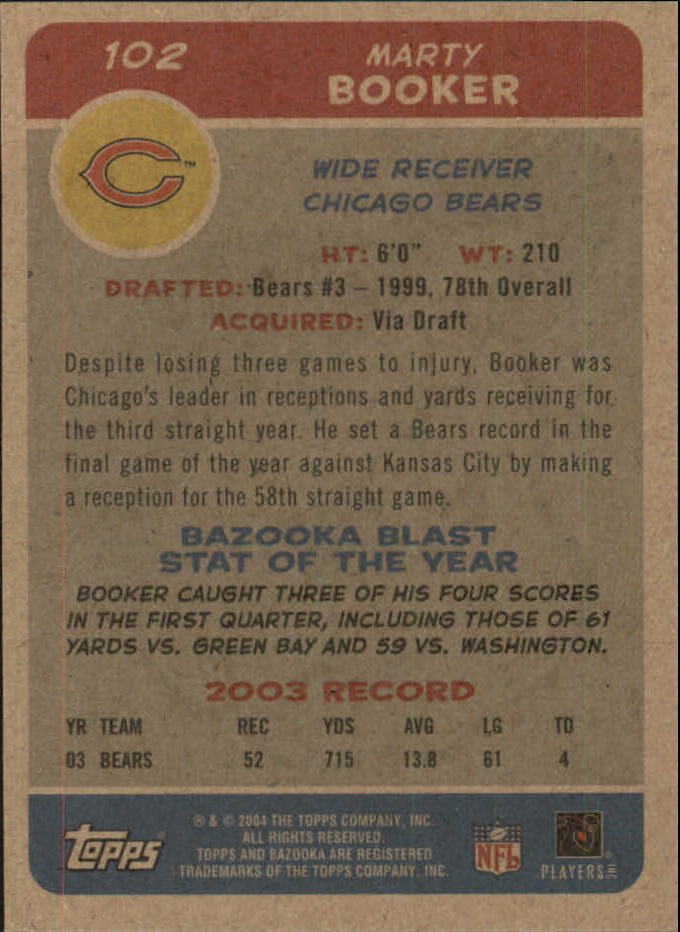 102
MARTY
BOOKER
WIDE RECEIVER
CHICAGO BEARS
HT: 6'0" WT: 210
DRAFTED: Bears #3 – 1999, 78th Overall
ACQUIRED: Via Draft
Despite losing three games to injury, Booker was
Chicago's leader in receptions and yards receiving for
the third straight year. He set a Bears record in the
final game of the year against Kansas City by making
a reception for the 58th straight game.
BAZOOKA BLAST
STAT OF THE YEAR
BOOKER CAUGHT THREE OF HIS FOUR SCORES
IN THE FIRST QUARTER, INCLUDING THOSE OF 61
YARDS VS. GREEN BAY AND 59 VS. WASHINGTON.
2003 RECORD
YR TEAM REC YDS AVG LG TD
03 BEARS 52 715 13.8 61 4
® & © 2004 THE TOPPS COMPANY, INC.
ALL RIGHTS RESERVED.
TOPPS AND BAZOOKA ARE REGISTERED
TRADEMARKS OF THE TOPPS COMPANY, INC.
Topps
NFL
PLAYERS INC